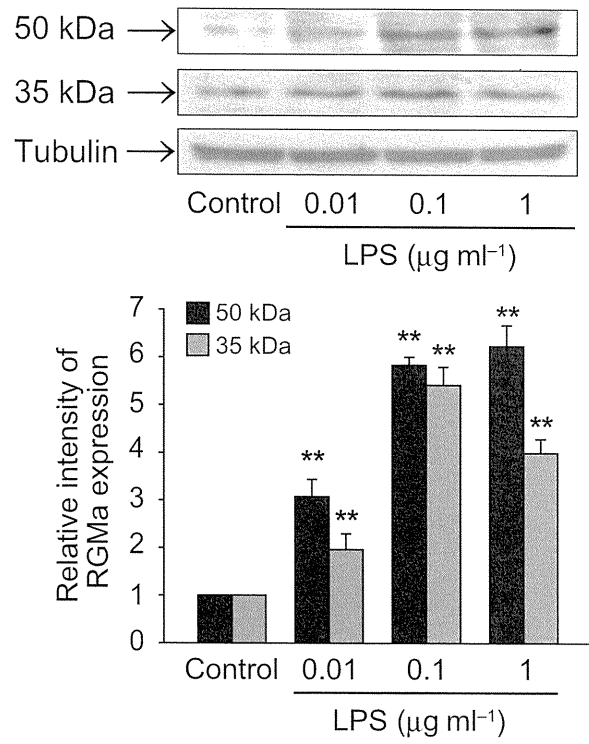 50 kDa
35 kDa
Tubulin
Control 0.01 0.1 1
LPS (μg ml⁻¹)
Relative intensity of
RGMa expression
7
6
5
4
3
2
1
0
50 kDa
35 kDa
** ** ** ** ** **
Control 0.01 0.1 1
LPS (μg ml⁻¹)